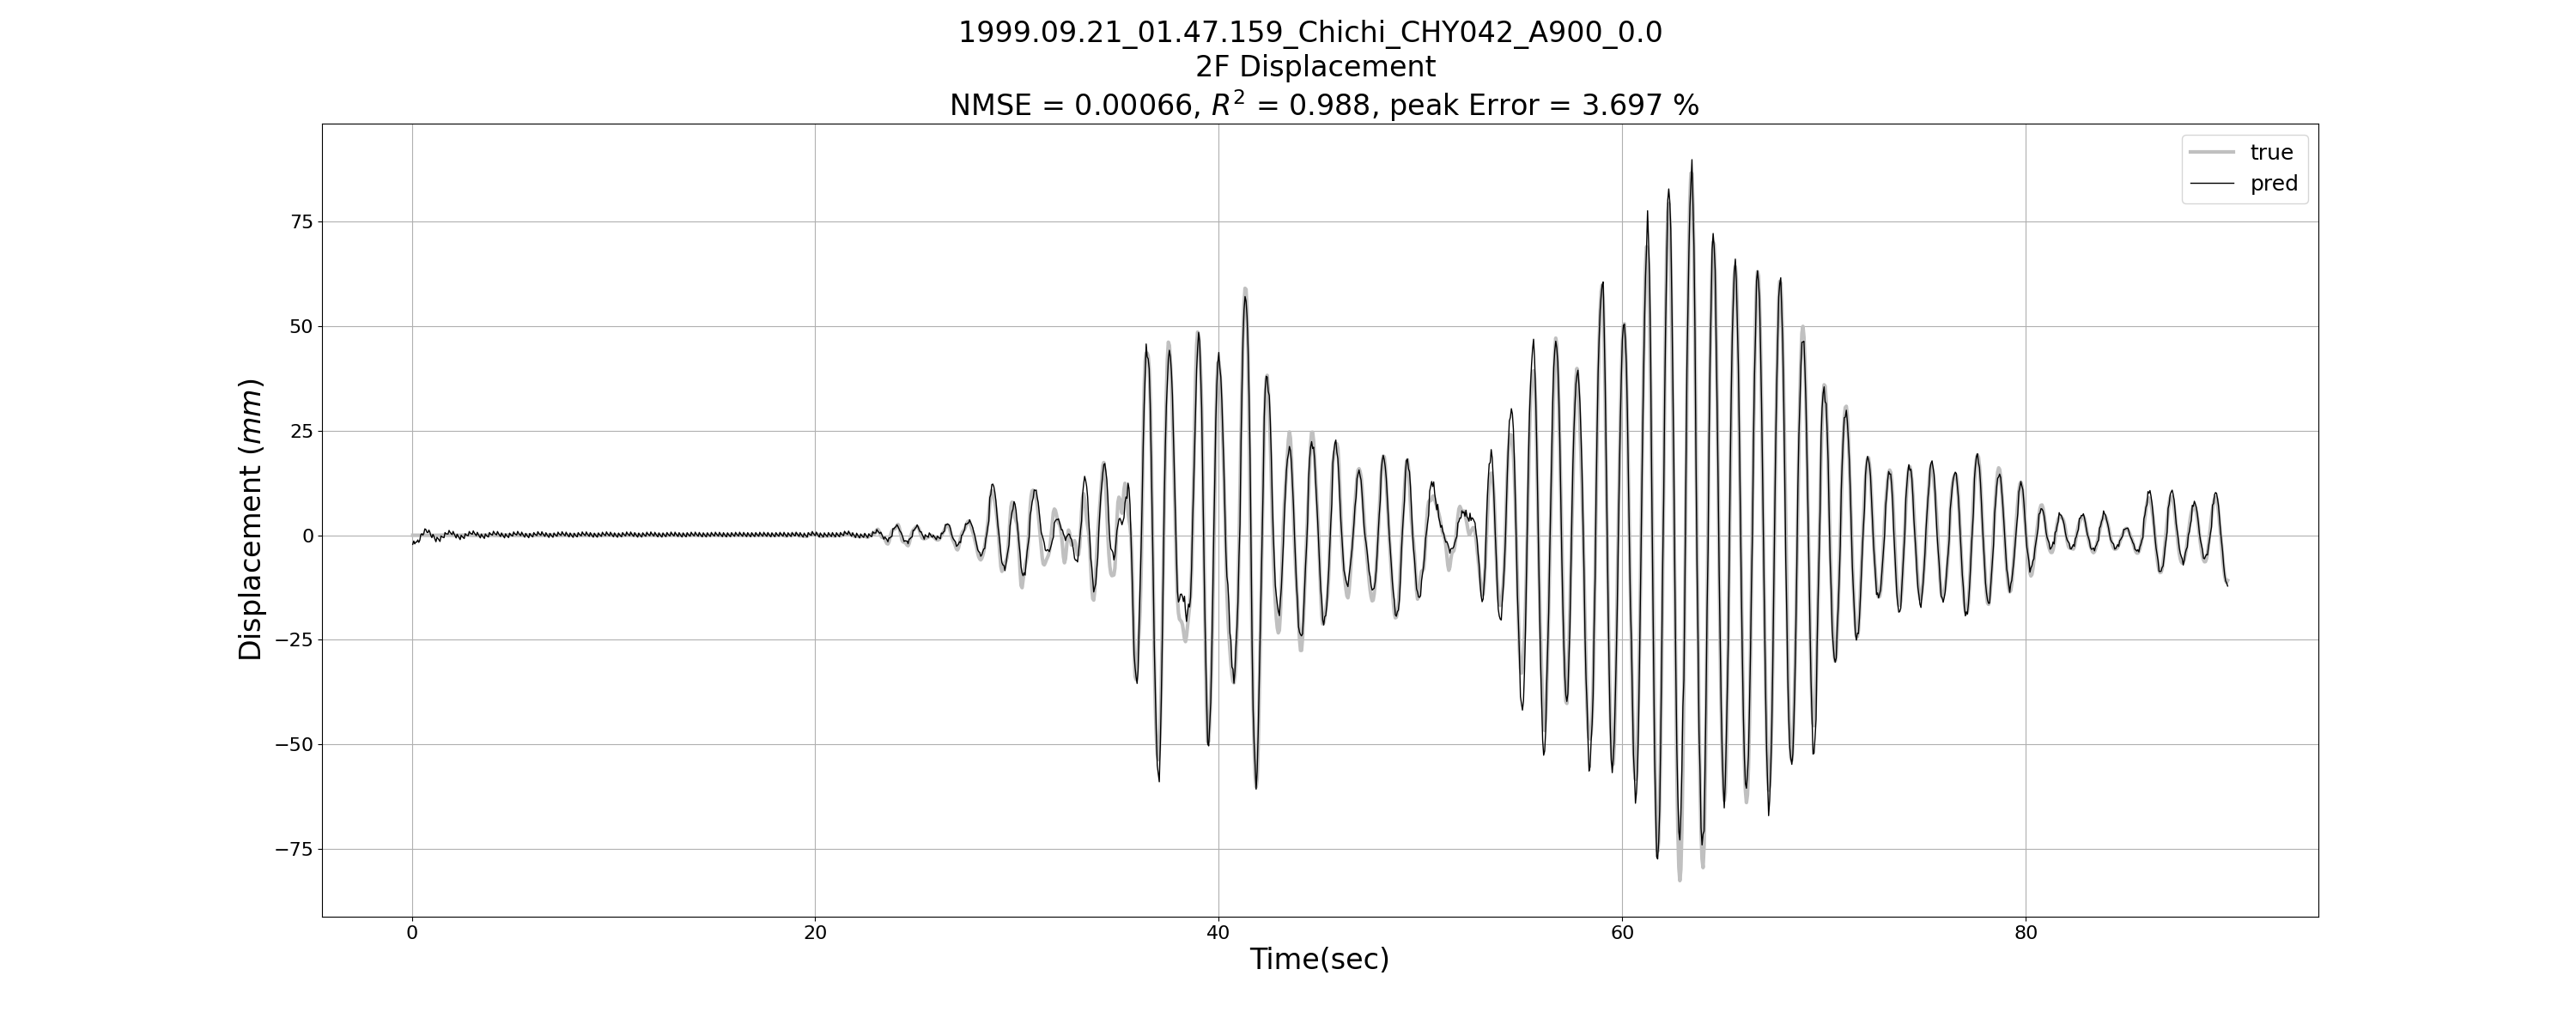 1999.09.21_01.47.159_Chichi_CHY042_A900_0.0
2F Displacement
NMSE = 0.00066, R² = 0.988, peak Error = 3.697 %
true
pred
Displacement (mm)
75
50
25
0
−25
−50
−75
0
20
40
60
80
Time(sec)